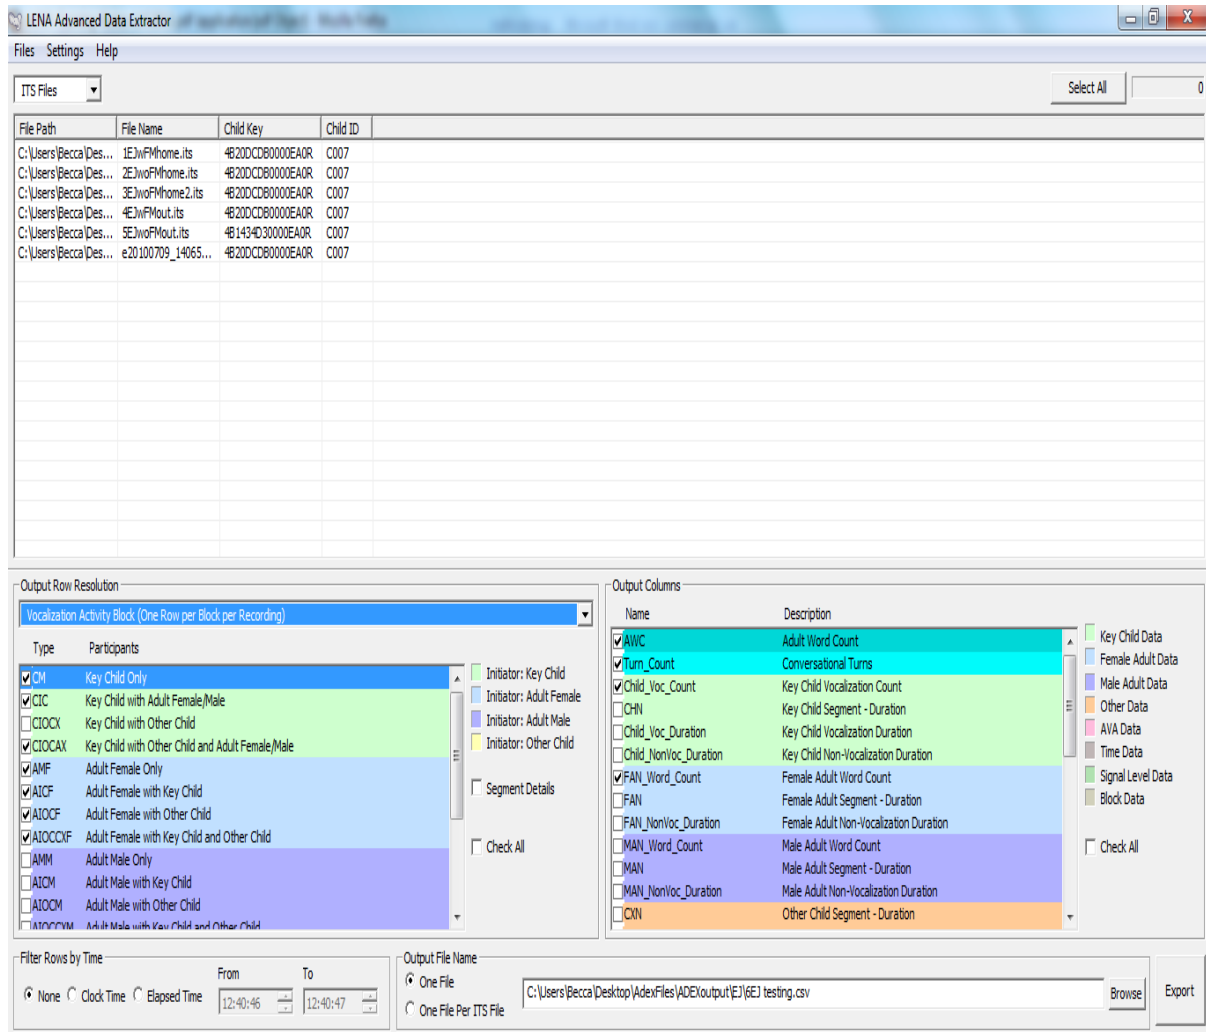 LENA Advanced Data Extractor
Files Settings Help
ITS Files
Select All 0
File Path File Name Child Key Child ID
C:\Users\Becca\Des... 1EJwFMhome.its 4B20DCDB0000EA0R C007
C:\Users\Becca\Des... 2EJwoFMhome.its 4B20DCDB0000EA0R C007
C:\Users\Becca\Des... 3EJwoFMhome2.its 4B20DCDB0000EA0R C007
C:\Users\Becca\Des... 4EJwFMout.its 4B20DCDB0000EA0R C007
C:\Users\Becca\Des... 5EJwoFMout.its 4B1434D30000EA0R C007
C:\Users\Becca\Des... e20100709_14065... 4B20DCDB0000EA0R C007
Output Row Resolution
Vocalization Activity Block (One Row per Block per Recording)
Type Participants
CM Key Child Only
CIC Key Child with Adult Female/Male
CIOCX Key Child with Other Child
CIOCAX Key Child with Other Child and Adult Female/Male
AMF Adult Female Only
AICF Adult Female with Key Child
AIOCF Adult Female with Other Child
AIOCCXF Adult Female with Key Child and Other Child
AMM Adult Male Only
AICM Adult Male with Key Child
AIOCM Adult Male with Other Child
AIOCCXM Adult Male with Key Child and Other Child
Initiator: Key Child
Initiator: Adult Female
Initiator: Adult Male
Initiator: Other Child
Segment Details
Check All
Output Columns
Name Description
AWC Adult Word Count
Turn_Count Conversational Turns
Child_Voc_Count Key Child Vocalization Count
CHN Key Child Segment - Duration
Child_Voc_Duration Key Child Vocalization Duration
Child_NonVoc_Duration Key Child Non-Vocalization Duration
FAN_Word_Count Female Adult Word Count
FAN Female Adult Segment - Duration
FAN_NonVoc_Duration Female Adult Non-Vocalization Duration
MAN_Word_Count Male Adult Word Count
MAN Male Adult Segment - Duration
MAN_NonVoc_Duration Male Adult Non-Vocalization Duration
CXN Other Child Segment - Duration
Key Child Data
Female Adult Data
Male Adult Data
Other Data
AVA Data
Time Data
Signal Level Data
Block Data
Check All
Filter Rows by Time
From To
None Clock Time Elapsed Time 12:40:46 12:40:47
Output File Name
One File
One File Per ITS File
C:\Users\Becca\Desktop\AdexFiles\ADEXoutput\EJ\6EJ testing.csv
Browse
Export